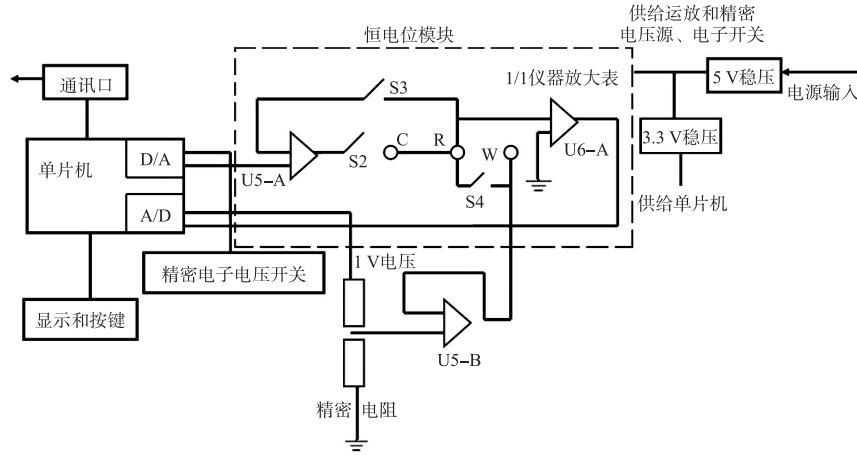 供给运放和精密
电压源、电子开关
恒电位模块
1/1仪器放大表
5 V稳压
电源输入
通讯口
S3
3.3 V稳压
单片机
D/A
S2
C
R
W
U6-A
U5-A
S4
供给单片机
A/D
精密电子电压开关
1 V电压
显示和按键
U5-B
精密 电阻